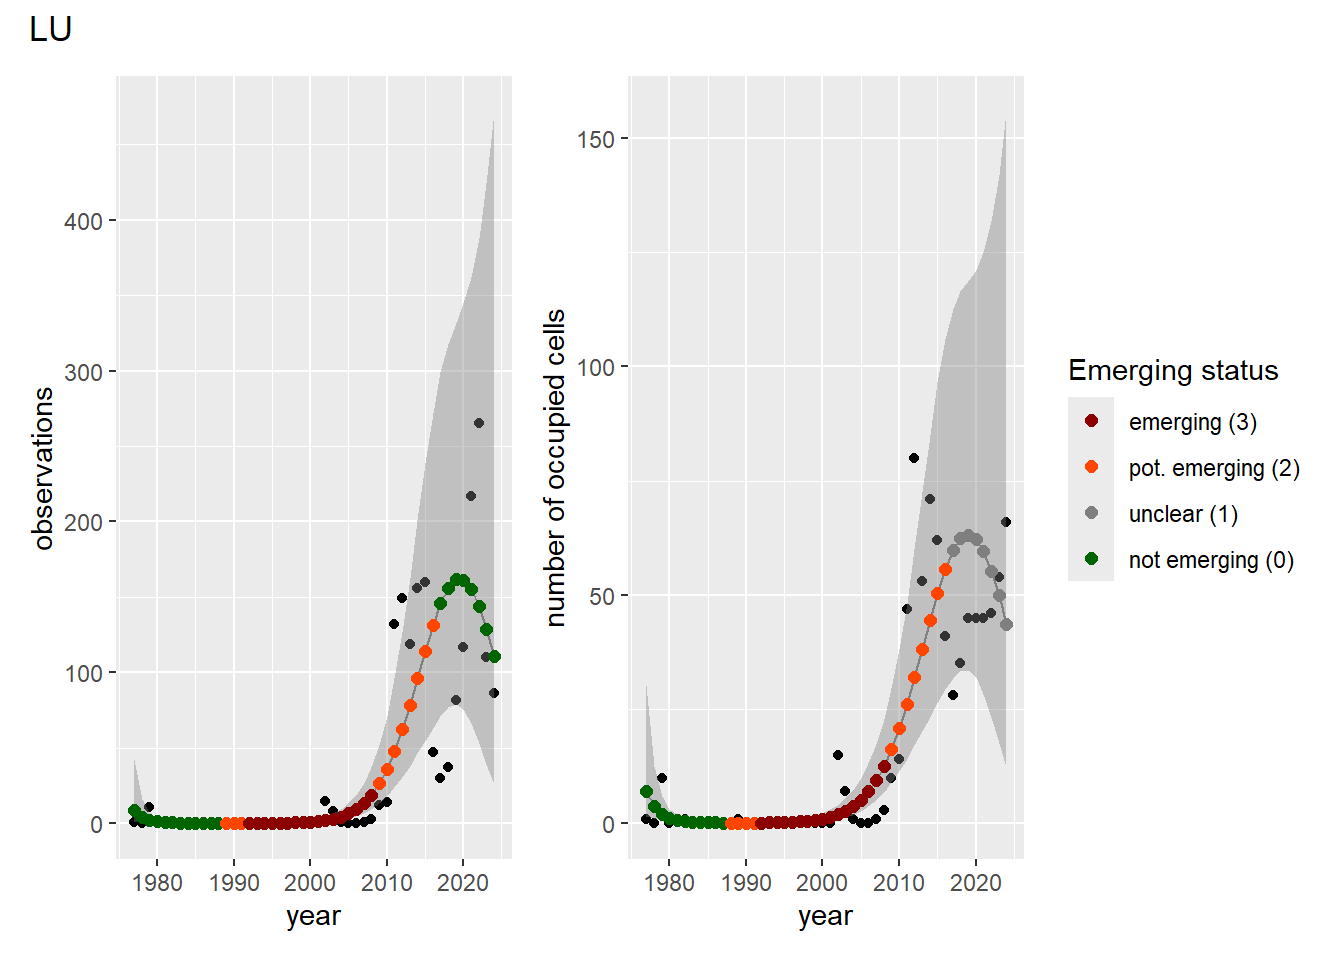 LU
observations
400
300
200
100
0
1980 1990 2000 2010 2020
year
number of occupied cells
150
100
50
0
1980 1990 2000 2010 2020
year
Emerging status
emerging (3)
pot. emerging (2)
unclear (1)
not emerging (0)